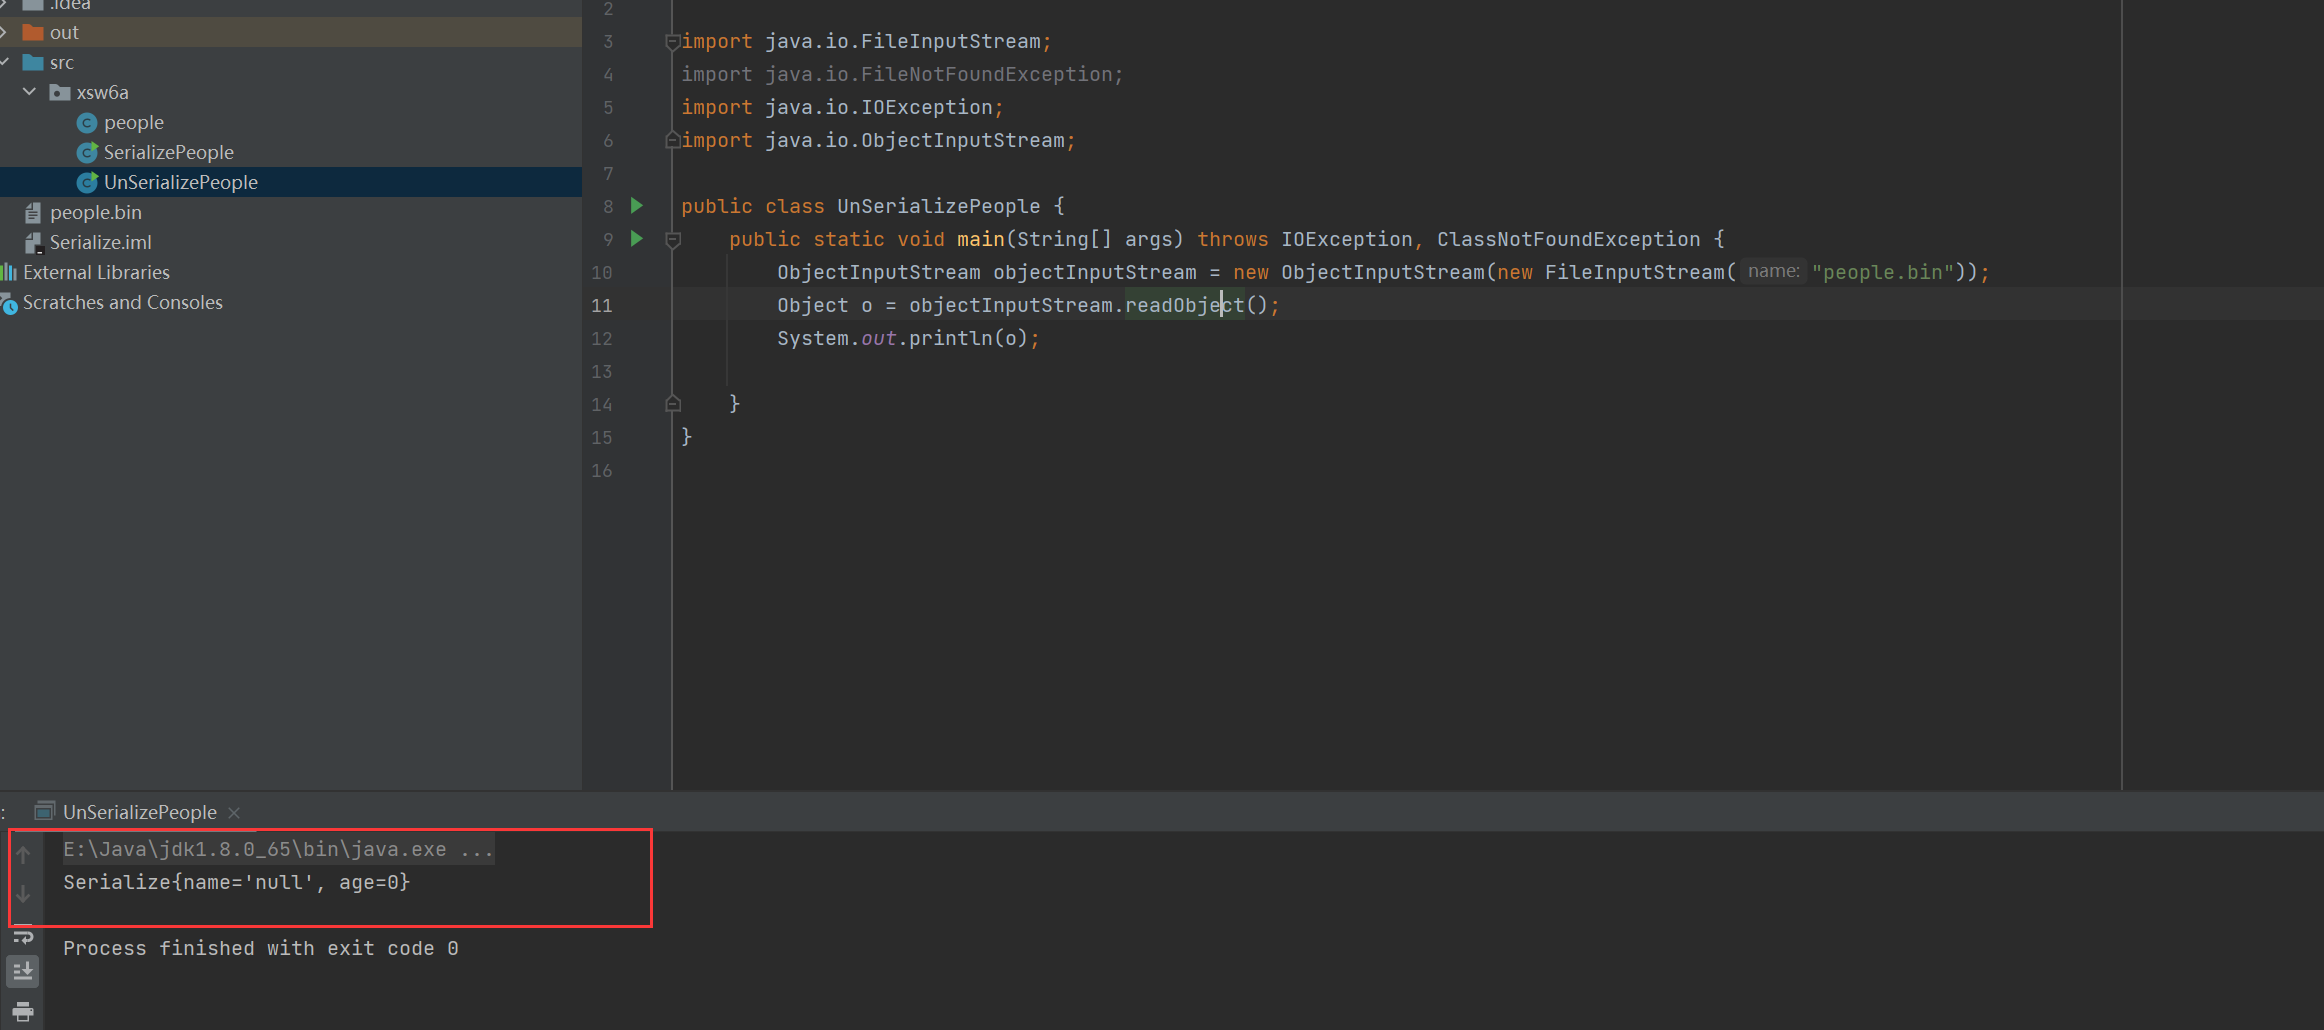 .idea
out
src
xsw6a
people
SerializePeople
UnSerializePeople
people.bin
Serialize.iml
External Libraries
Scratches and Consoles
2
3 import java.io.FileInputStream;
4 import java.io.FileNotFoundException;
5 import java.io.IOException;
6 import java.io.ObjectInputStream;
7
8 public class UnSerializePeople {
9 public static void main(String[] args) throws IOException, ClassNotFoundException {
10 ObjectInputStream objectInputStream = new ObjectInputStream(new FileInputStream( name: "people.bin"));
11 Object o = objectInputStream.readObject();
12 System.out.println(o);
13
14 }
15 }
16
: UnSerializePeople ×
E:\Java\jdk1.8.0_65\bin\java.exe ...
Serialize{name='null', age=0}
Process finished with exit code 0